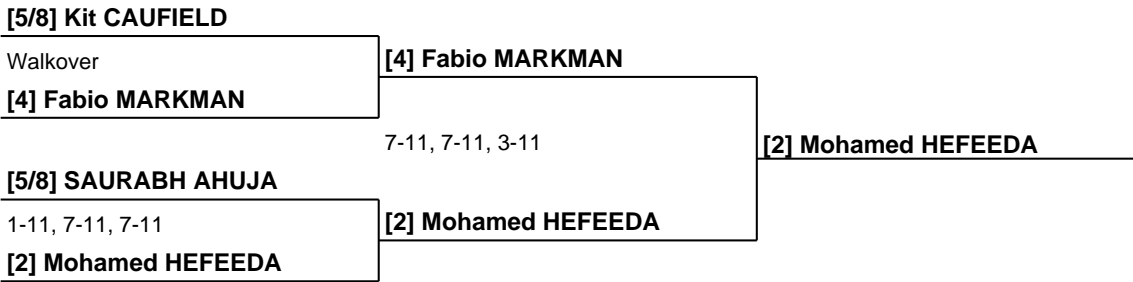 [5/8] Kit CAUFIELD
Walkover
[4] Fabio MARKMAN
[4] Fabio MARKMAN
7-11, 7-11, 3-11
[2] Mohamed HEFEEDA
[5/8] SAURABH AHUJA
1-11, 7-11, 7-11
[2] Mohamed HEFEEDA
[2] Mohamed HEFEEDA